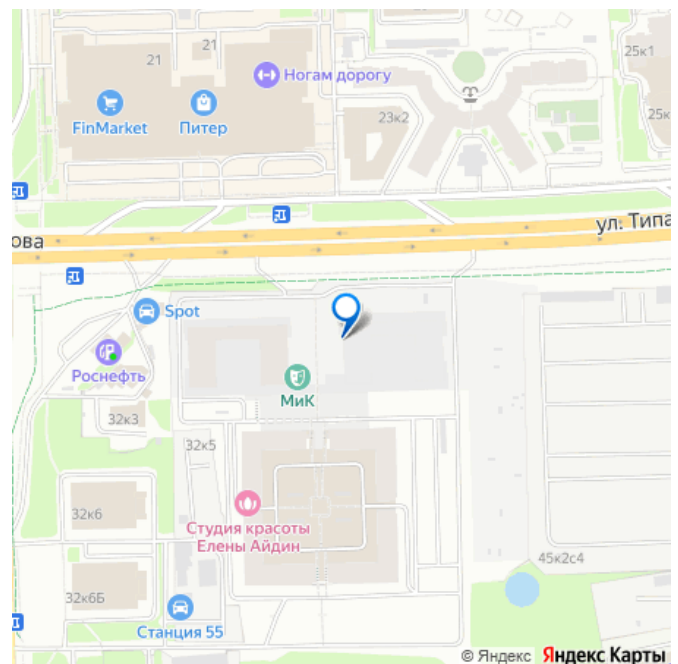 21
21
25к1
Ногам дорогу
FinMarket
Питер
23к2
25к
ова
ул. Типа
Spot
Роснефть
МиК
32к3
32к5
Студия красоты
Елены Айдин
32к6
45к2с4
32к6Б
Станция 55
© Яндекс Яндекс Карты